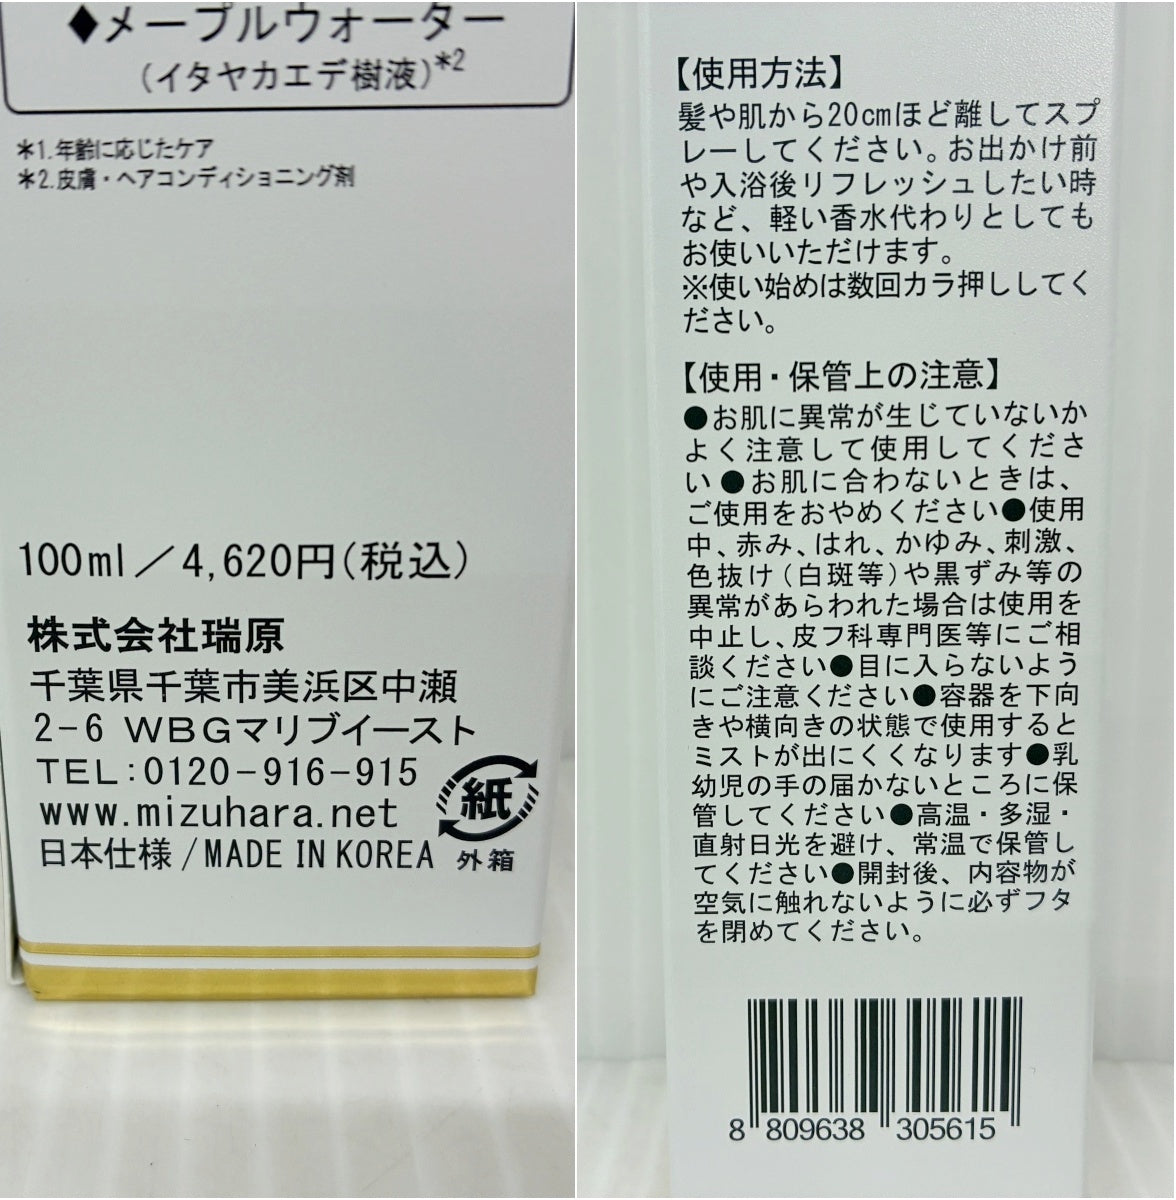 ◆メープルウォーター
(イタヤカエデ樹液)*2
*1.年齢に応じたケア
*2.皮膚・ヘアコンディショニング剤
100ml／4,620円(税込)
株式会社瑞原
千葉県千葉市美浜区中瀬
2-6 WBGマリブイースト
TEL:0120-916-915
www.mizuhara.net
日本仕様/MADE IN KOREA
紙
外箱
【使用方法】
髪や肌から20cmほど離してスプ
レーしてください。お出かけ前
や入浴後リフレッシュしたい時
など、軽い香水代わりとしても
お使いいただけます。
※使い始めは数回カラ押ししてく
ださい。
【使用・保管上の注意】
●お肌に異常が生じていないか
よく注意して使用してくださ
い●お肌に合わないときは、
ご使用をおやめください●使用
中、赤み、はれ、かゆみ、刺激、
色抜け(白斑等)や黒ずみ等の
異常があらわれた場合は使用を
中止し、皮フ科専門医等にご相
談ください●目に入らないよう
にご注意ください●容器を下向
きや横向きの状態で使用すると
ミストが出にくくなります●乳
幼児の手の届かないところに保
管してください●高温・多湿・
直射日光を避け、常温で保管し
てください●開封後、内容物が
空気に触れないように必ずフタ
を閉めてください。
8 809638 305615